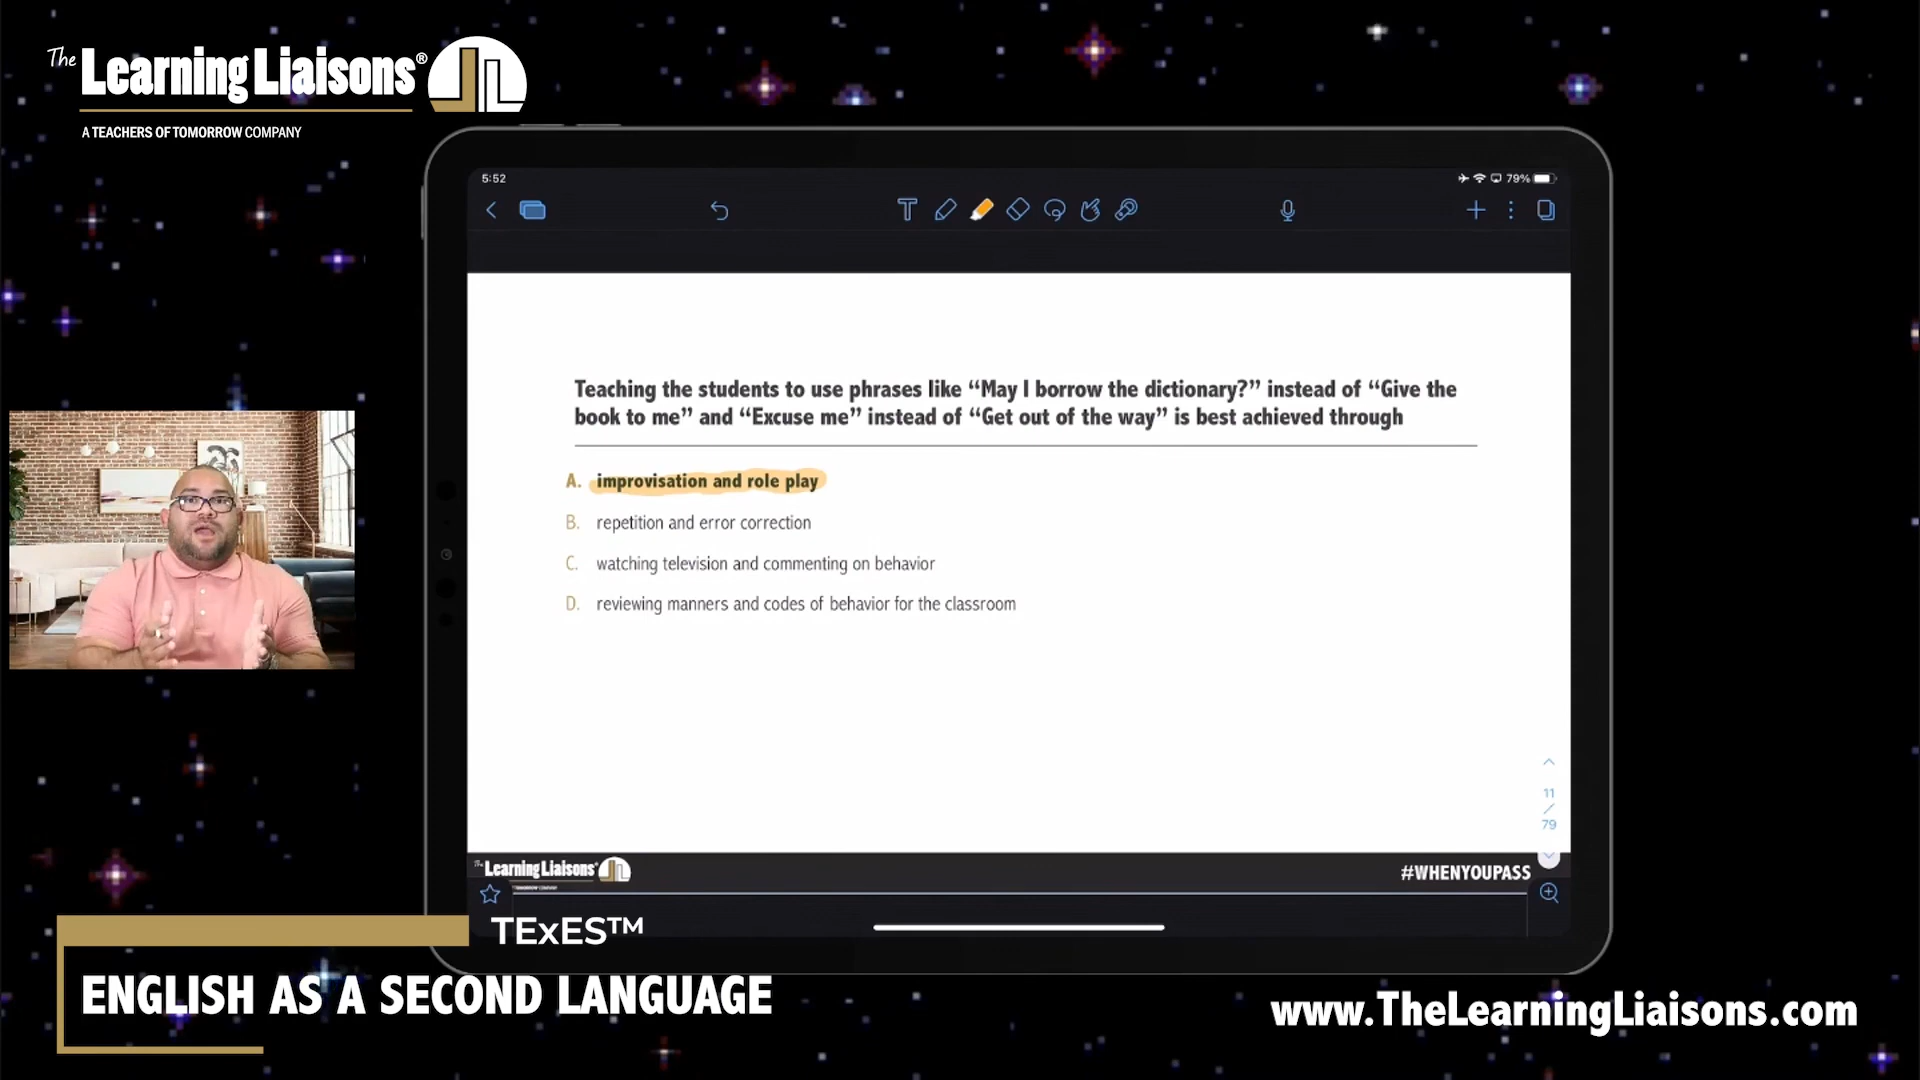 The Learning Liaisons®
A TEACHERS OF TOMORROW COMPANY
5:52
79%
Teaching the students to use phrases like “May I borrow the dictionary?” instead of “Give the
book to me” and “Excuse me” instead of “Get out of the way” is best achieved through
A. improvisation and role play
B. repetition and error correction
C. watching television and commenting on behavior
D. reviewing manners and codes of behavior for the classroom
11
/
79
The Learning Liaisons®
#WHENYOUPASS
TExES™
ENGLISH AS A SECOND LANGUAGE
www.TheLearningLiaisons.com